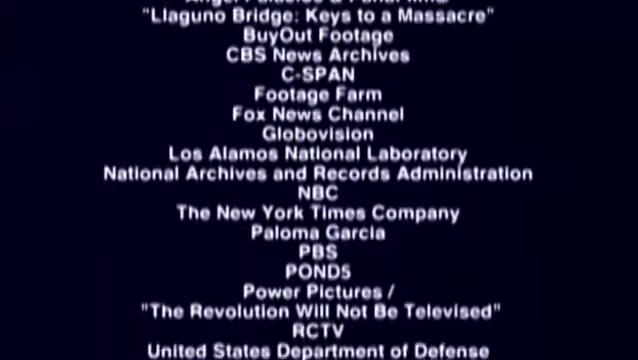 "Llaguno Bridge: Keys to a Massacre"
BuyOut Footage
CBS News Archives
C-SPAN
Footage Farm
Fox News Channel
Globovision
Los Alamos National Laboratory
National Archives and Records Administration
NBC
The New York Times Company
Paloma Garcia
PBS
POND5
Power Pictures /
"The Revolution Will Not Be Televised"
RCTV
United States Department of Defense